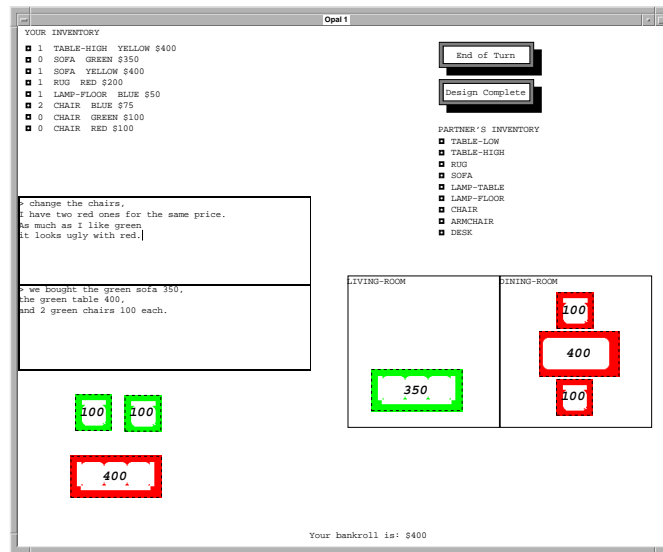 Opal 1
YOUR INVENTORY
1 TABLE-HIGH YELLOW $400
0 SOFA GREEN $350
1 SOFA YELLOW $400
1 RUG RED $200
1 LAMP-FLOOR BLUE $50
2 CHAIR BLUE $75
0 CHAIR GREEN $100
0 CHAIR RED $100
End of Turn
Design Complete
PARTNER'S INVENTORY
TABLE-LOW
TABLE-HIGH
RUG
SOFA
LAMP-TABLE
LAMP-FLOOR
CHAIR
ARMCHAIR
DESK
> change the chairs,
I have two red ones for the same price.
As much as I like green
it looks ugly with red.
> we bought the green sofa 350,
the green table 400,
and 2 green chairs 100 each.
LIVING-ROOM
350
DINING-ROOM
100
400
100
100 100
400
Your bankroll is: $400